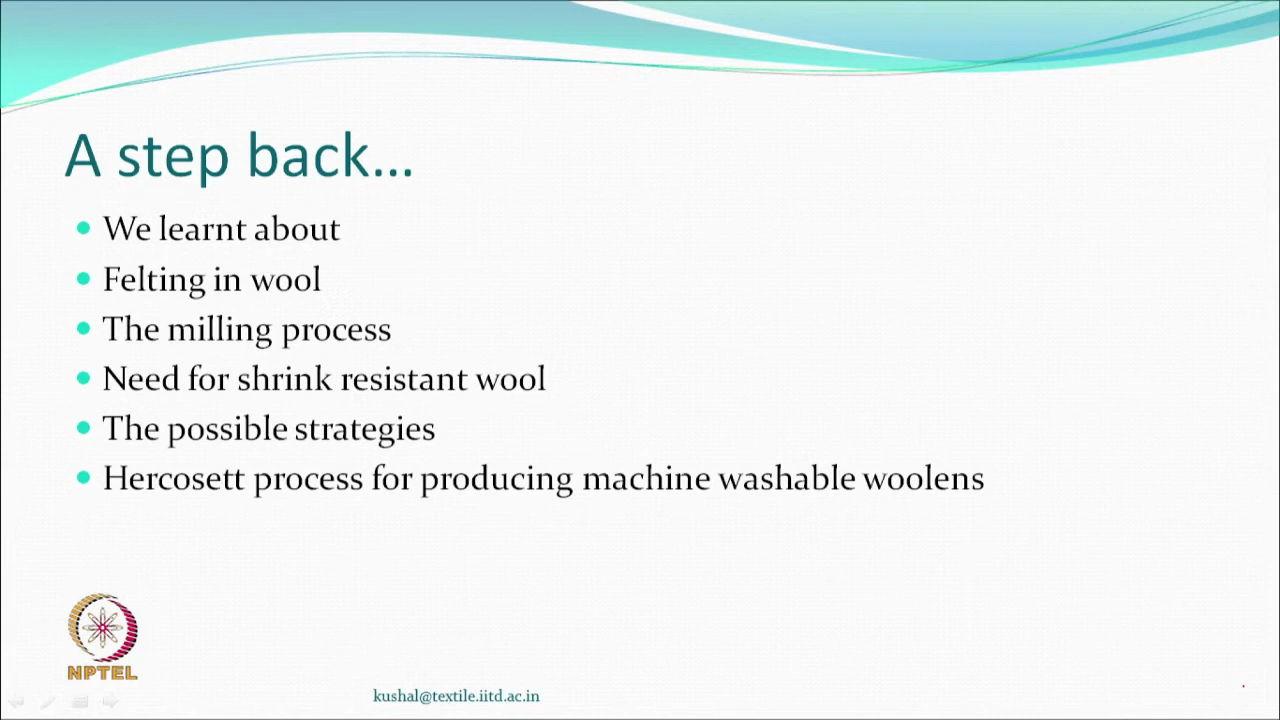 A step back...
We learnt about
Felting in wool
The milling process
Need for shrink resistant wool
The possible strategies
Hercosett process for producing machine washable woolens
NPTEL
kushal@textile.iitd.ac.in